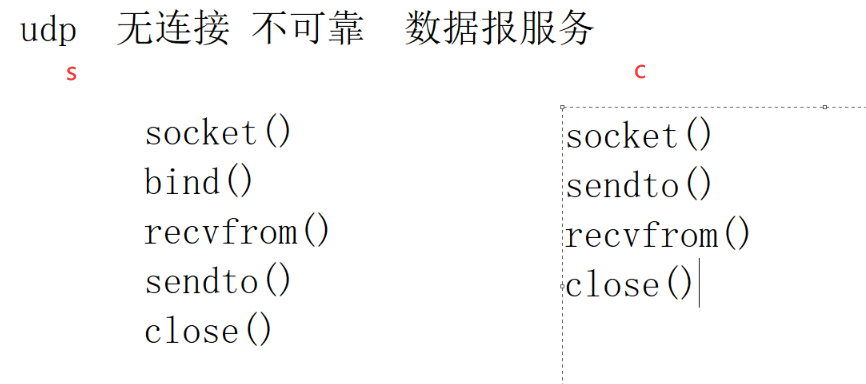 udp 无连接 不可靠 数据报服务
s
socket()
bind()
recvfrom()
sendto()
close()
c
socket()
sendto()
recvfrom()
close()